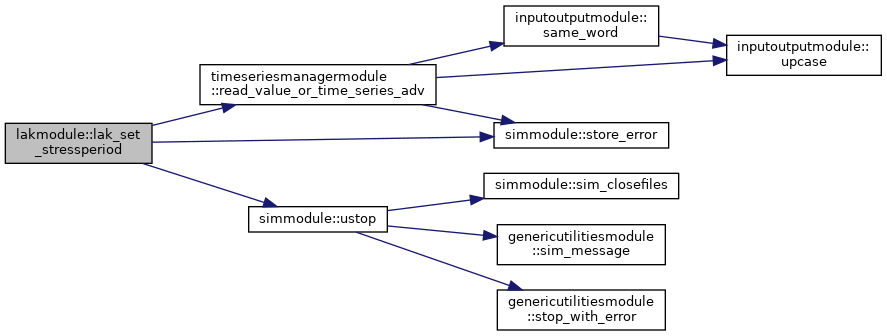 lakmodule::lak_set
_stressperiod
timeseriesmanagermodule
::read_value_or_time_series_adv
inputoutputmodule::
same_word
inputoutputmodule::
upcase
simmodule::store_error
simmodule::ustop
simmodule::sim_closefiles
genericutilitiesmodule
::sim_message
genericutilitiesmodule
::stop_with_error